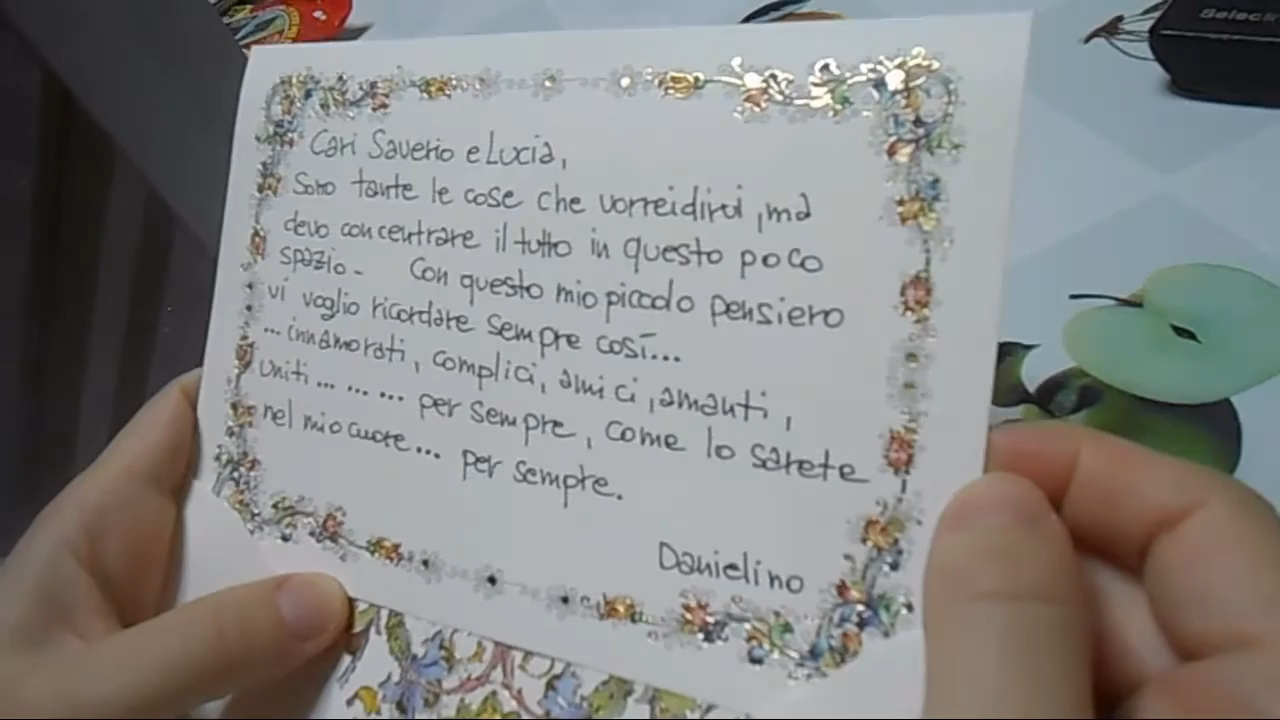 Cari Saverio e Lucia,
Sono tante le cose che vorrei dirvi, ma
devo concentrare il tutto in questo poco
spazio. Con questo mio piccolo pensiero
vi voglio ricordare sempre così...
...innamorati, complici, amici, amanti,
uniti... ... ... per sempre, come lo sarete
nel mio cuore... per sempre.
Danielino